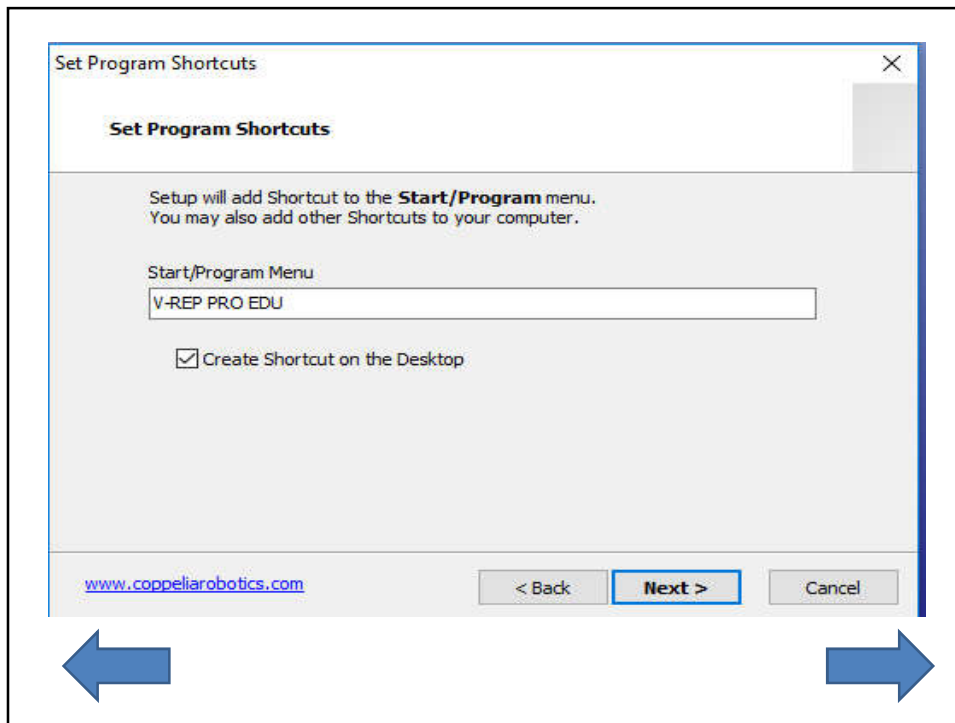 Set Program Shortcuts
Set Program Shortcuts
Setup will add Shortcut to the Start/Program menu.
You may also add other Shortcuts to your computer.
Start/Program Menu
V-REP PRO EDU
Create Shortcut on the Desktop
www.coppeliarobotics.com
< Back
Next >
Cancel